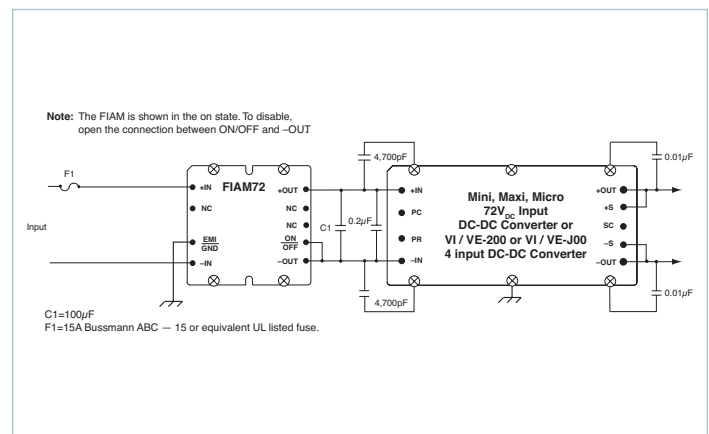 Note: The FIAM is shown in the on state. To disable,
open the connection between ON/OFF and –OUT
F1
Input
+IN
FIAM72
+OUT
NC
NC
NC
EMI
GND
ON
OFF
–IN
–OUT
C1
0.2µF
4,700pF
4,700pF
+IN
PC
PR
–IN
Mini, Maxi, Micro
72VDC Input
DC-DC Converter or
VI / VE-200 or VI / VE-J00
4 input DC-DC Converter
+OUT
+S
SC
–S
–OUT
0.01µF
0.01µF
C1=100µF
F1=15A Bussmann ABC — 15 or equivalent UL listed fuse.